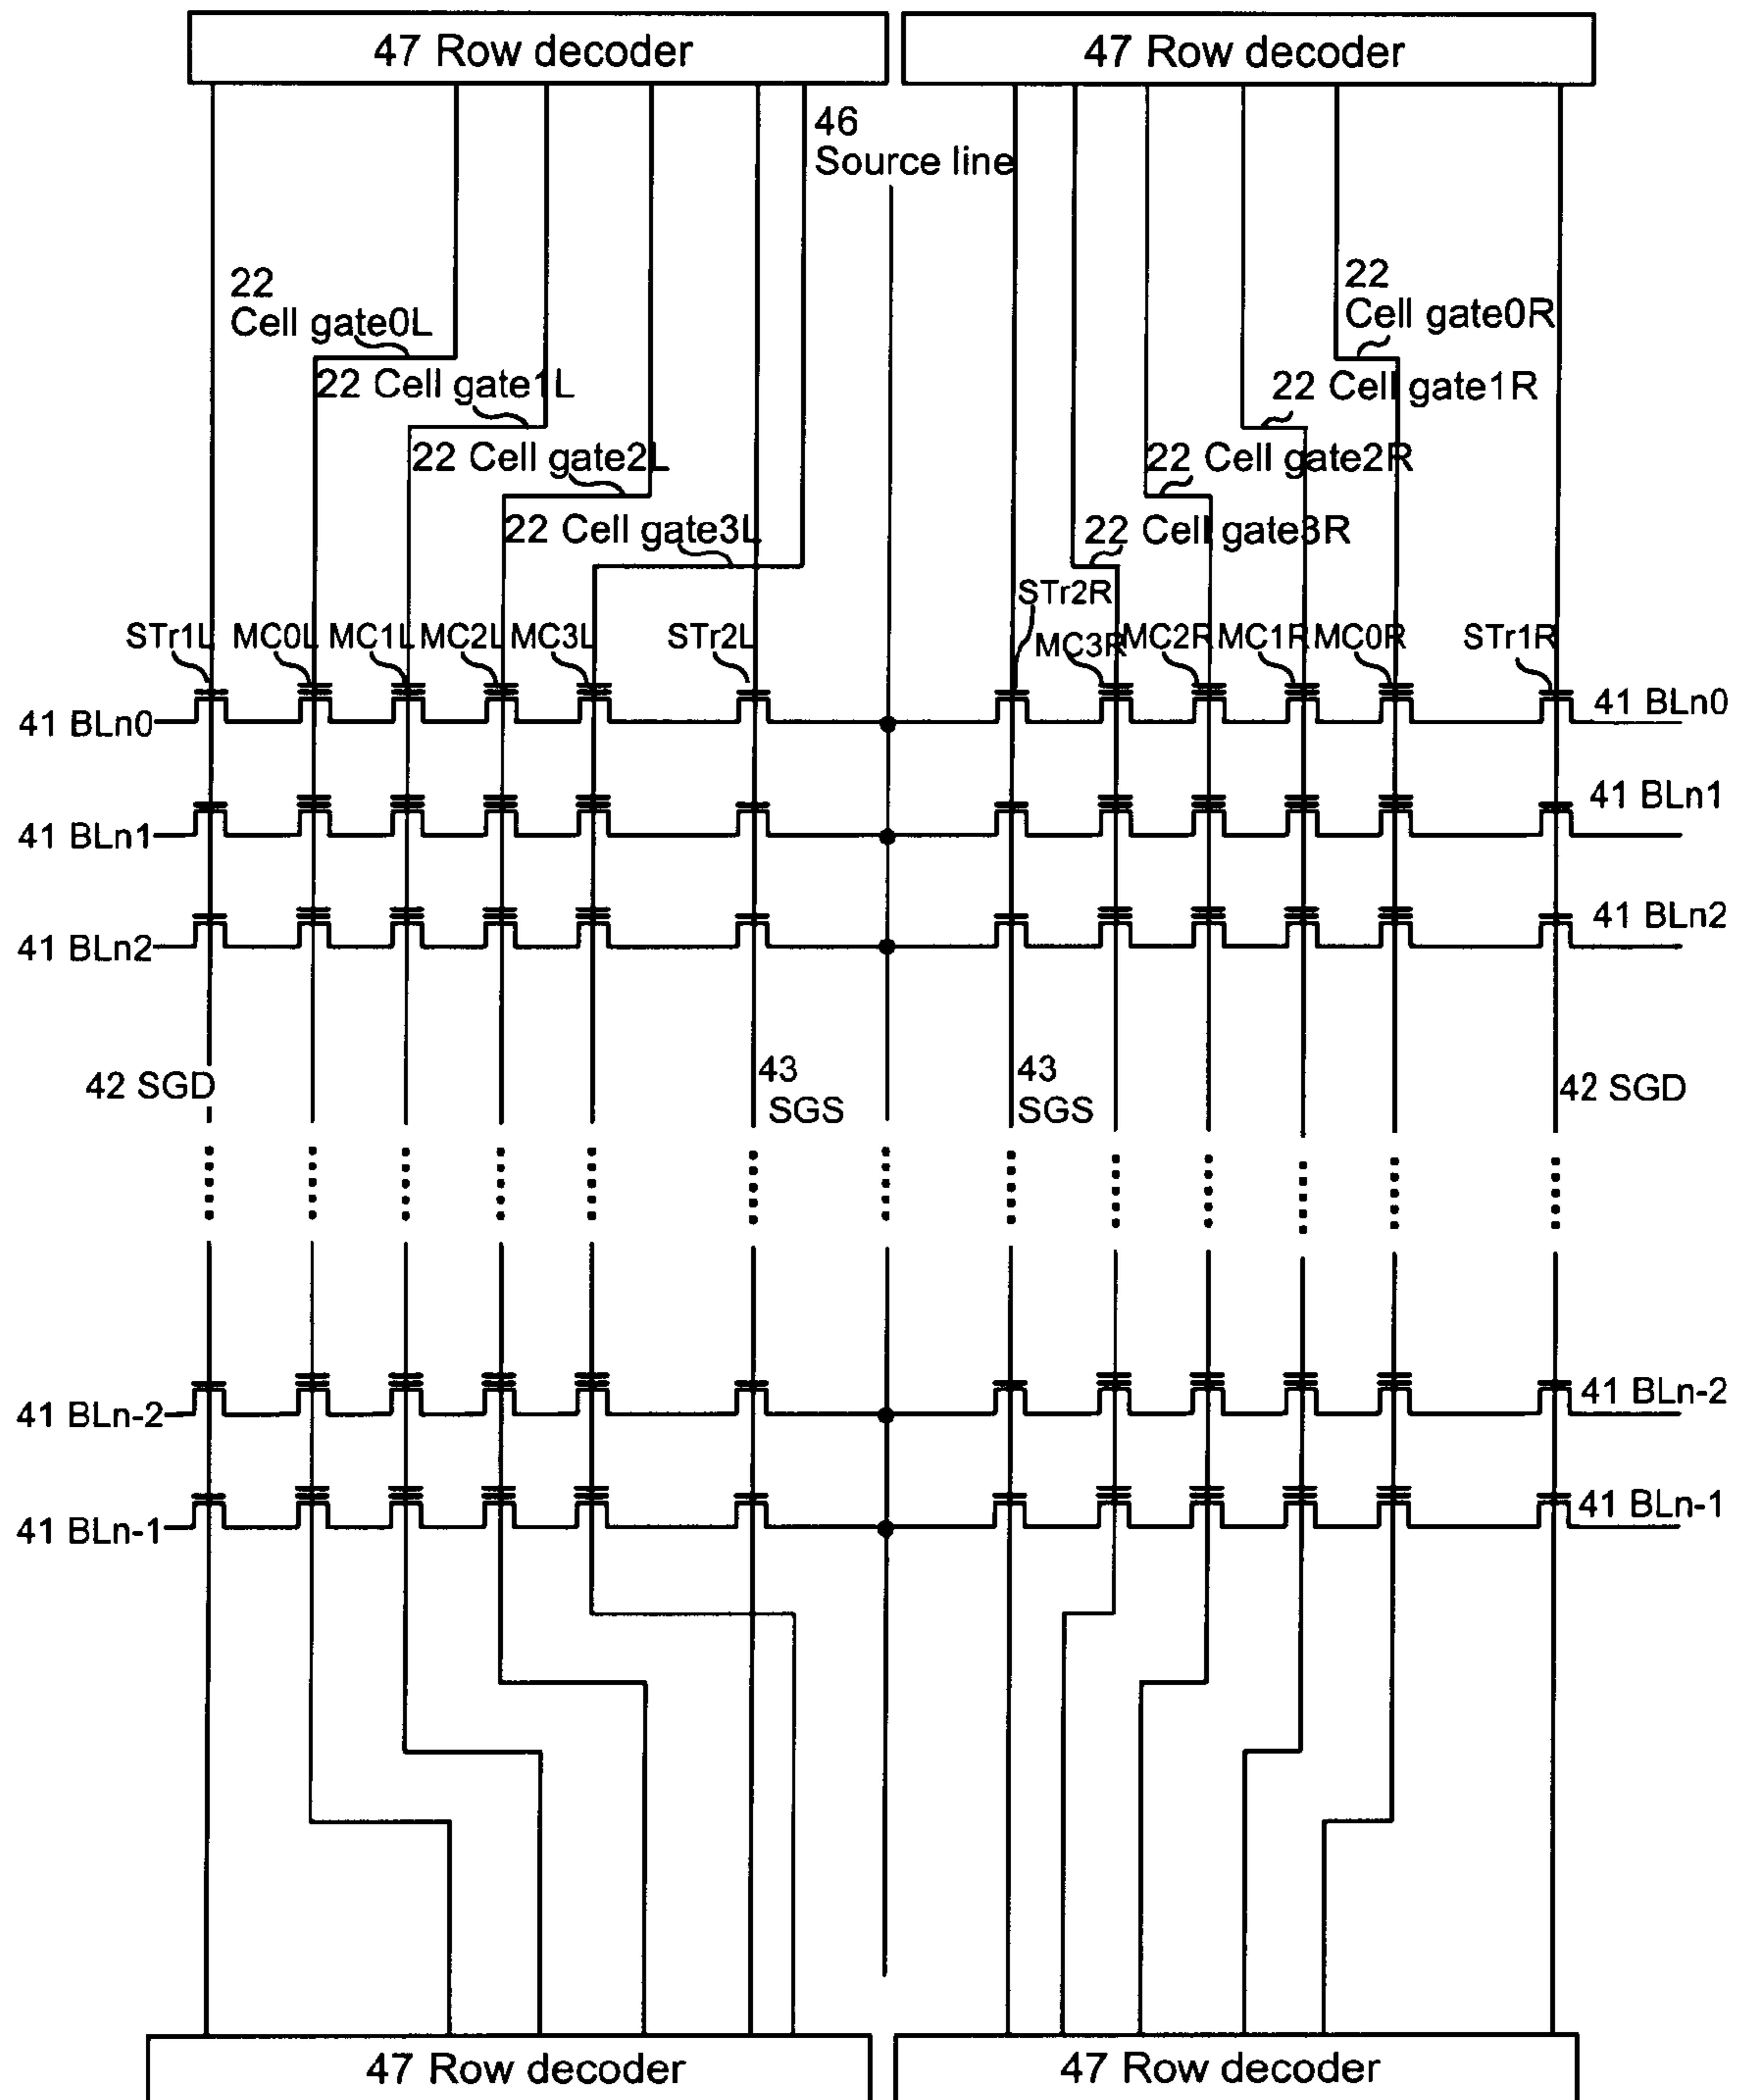 47 Row decoder
47 Row decoder
46
Source line
22
Cell gate0L
22
Cell gate0R
22 Cell gate1L
22 Cell gate1R
22 Cell gate2L
22 Cell gate2R
22 Cell gate3L
22 Cell gate3R
STr2R
STr1L MC0L MC1L MC2L MC3L STr2L
MC3R MC2R MC1R MC0R STr1R
41 BLn0
41 BLn0
41 BLn1
41 BLn1
41 BLn2
41 BLn2
42 SGD
43
SGS
43
SGS
42 SGD
41 BLn-2
41 BLn-2
41 BLn-1
41 BLn-1
47 Row decoder
47 Row decoder